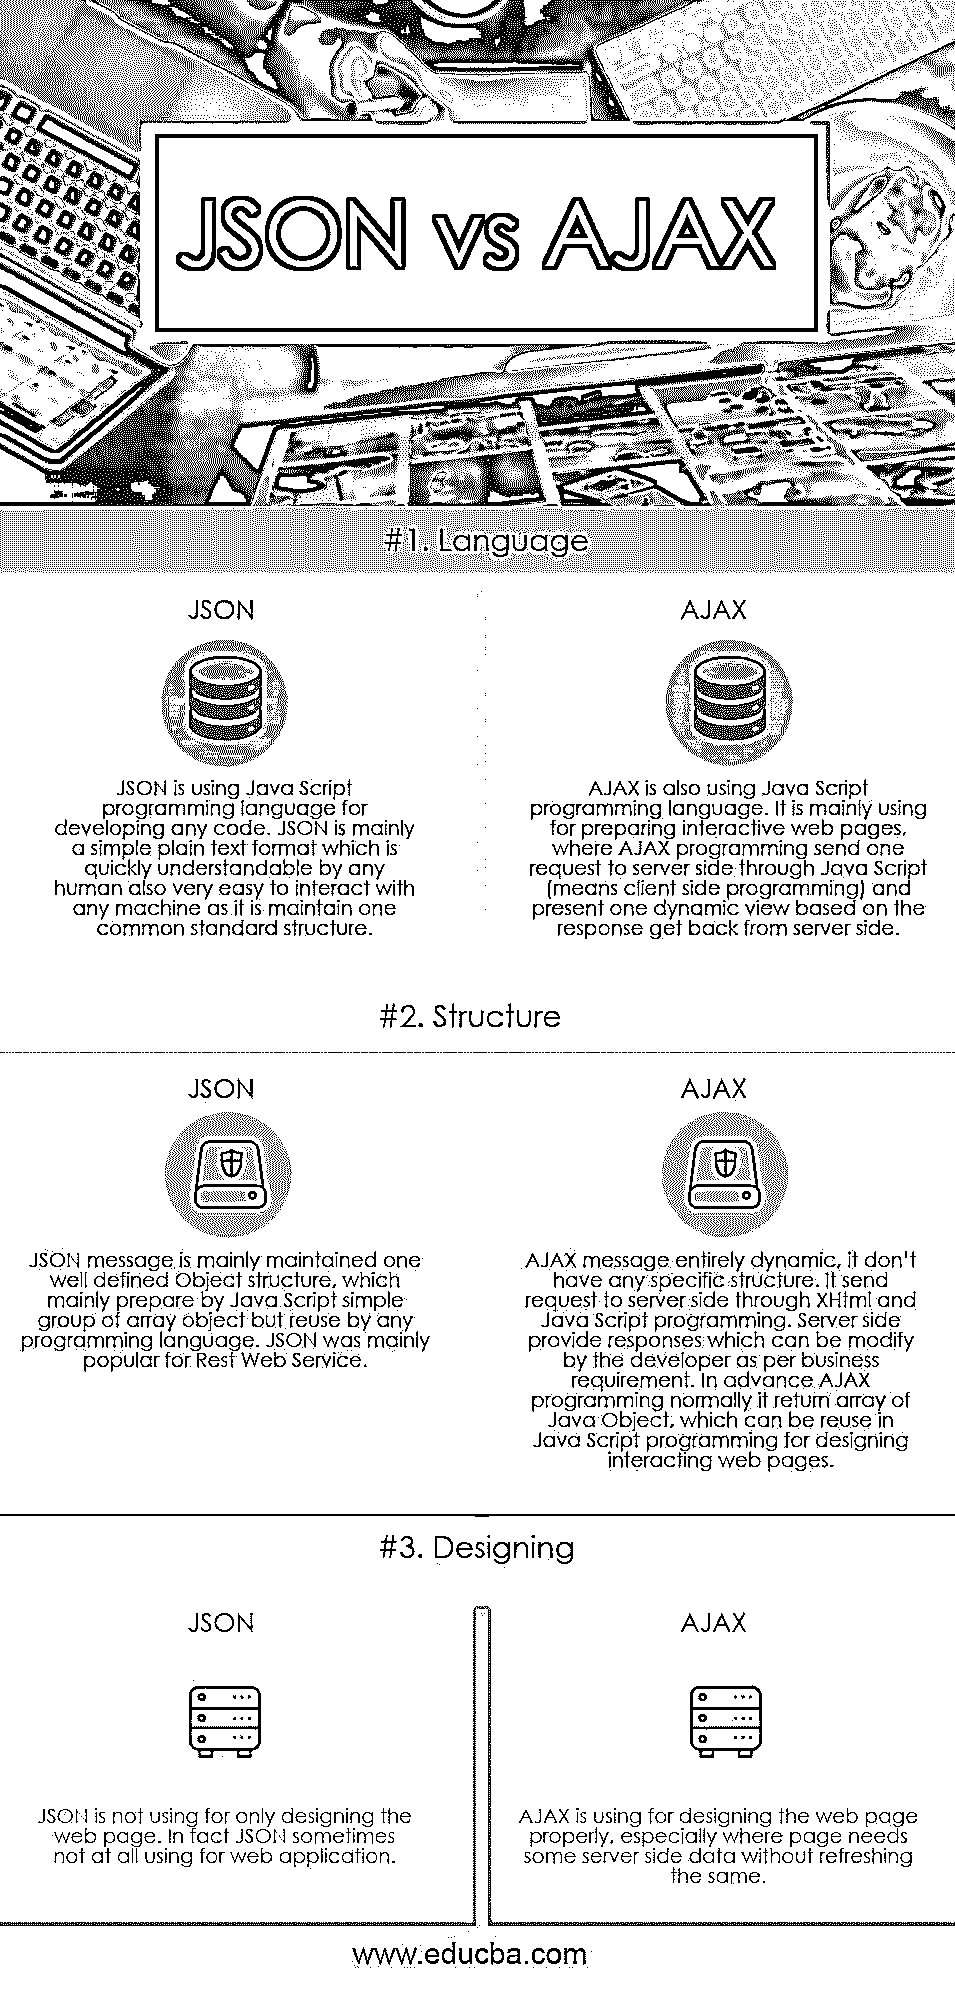 JSON vs AJAX
#1. Language
JSON
JSON is using Java Script
programming language for
developing any code. JSON is mainly
a simple plain text format which is
quickly understandable by any
human also very easy to interact with
any machine as it is maintain one
common standard structure.
AJAX
AJAX is also using Java Script
programming language. It is mainly using
for preparing interactive web pages,
where AJAX programming send one
request to server side through Java Script
(means client side programming) and
present one dynamic view based on the
response get back from server side.
#2. Structure
JSON
JSON message is mainly maintained one
well defined Object structure, which
mainly prepare by Java Script simple
group of array object but reuse by any
programming language. JSON was mainly
popular for Rest Web Service.
AJAX
AJAX message entirely dynamic, it don't
have any specific structure. It send
request to server side through XHtml and
Java Script programming. Server side
provide responses which can be modify
by the developer as per business
requirement. In advance AJAX
programming normally it return array of
Java Object, which can be reuse in
Java Script programming for designing
interacting web pages.
#3. Designing
JSON
JSON is not using for only designing the
web page. In fact JSON sometimes
not at all using for web application.
AJAX
AJAX is using for designing the web page
properly, especially where page needs
some server side data without refreshing
the same.
www.educba.com